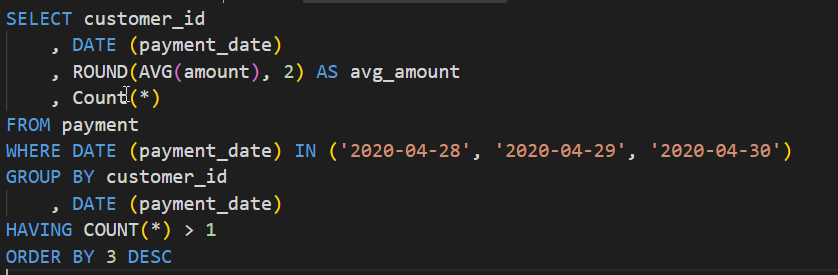 SELECT customer_id
, DATE (payment_date)
, ROUND(AVG(amount), 2) AS avg_amount
, Count(*)
FROM payment
WHERE DATE (payment_date) IN ('2020-04-28', '2020-04-29', '2020-04-30')
GROUP BY customer_id
, DATE (payment_date)
HAVING COUNT(*) > 1
ORDER BY 3 DESC